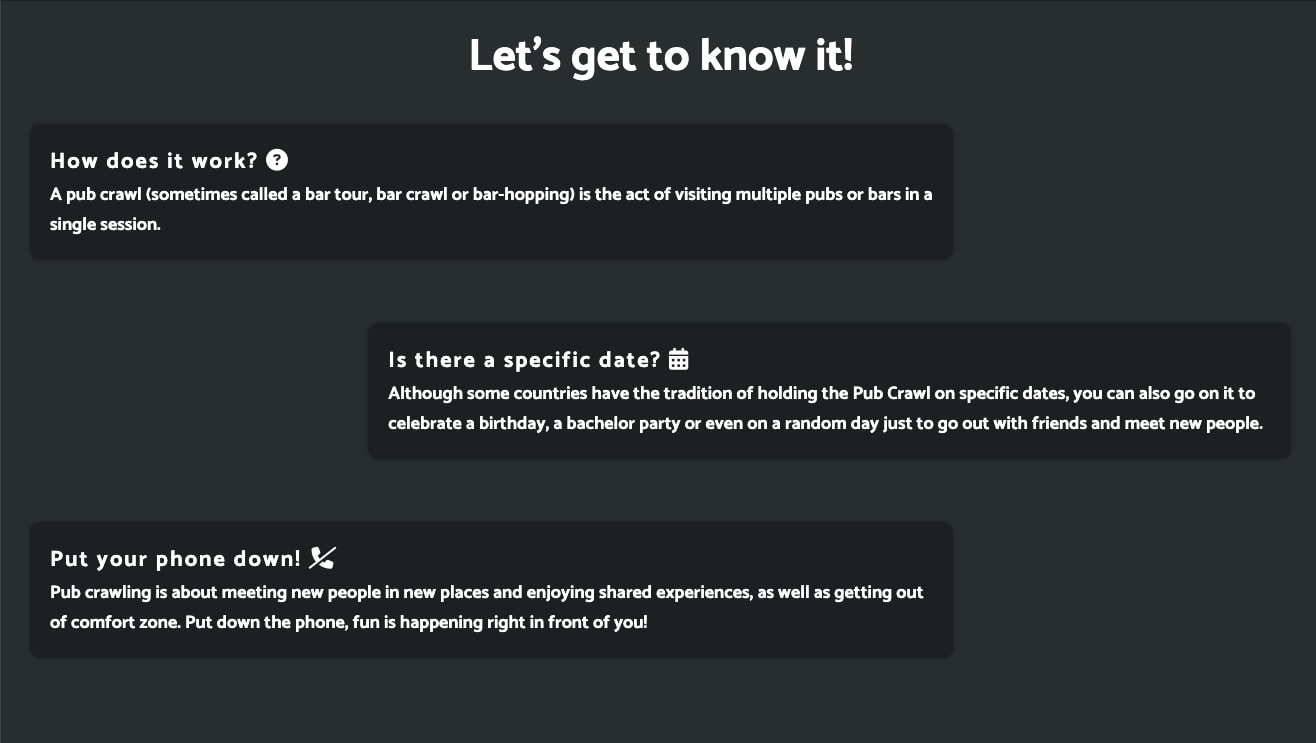 Let's get to know it!
How does it work?
A pub crawl (sometimes called a bar tour, bar crawl or bar-hopping) is the act of visiting multiple pubs or bars in a
single session.
Is there a specific date?
Although some countries have the tradition of holding the Pub Crawl on specific dates, you can also go on it to
celebrate a birthday, a bachelor party or even on a random day just to go out with friends and meet new people.
Put your phone down!
Pub crawling is about meeting new people in new places and enjoying shared experiences, as well as getting out
of comfort zone. Put down the phone, fun is happening right in front of you!